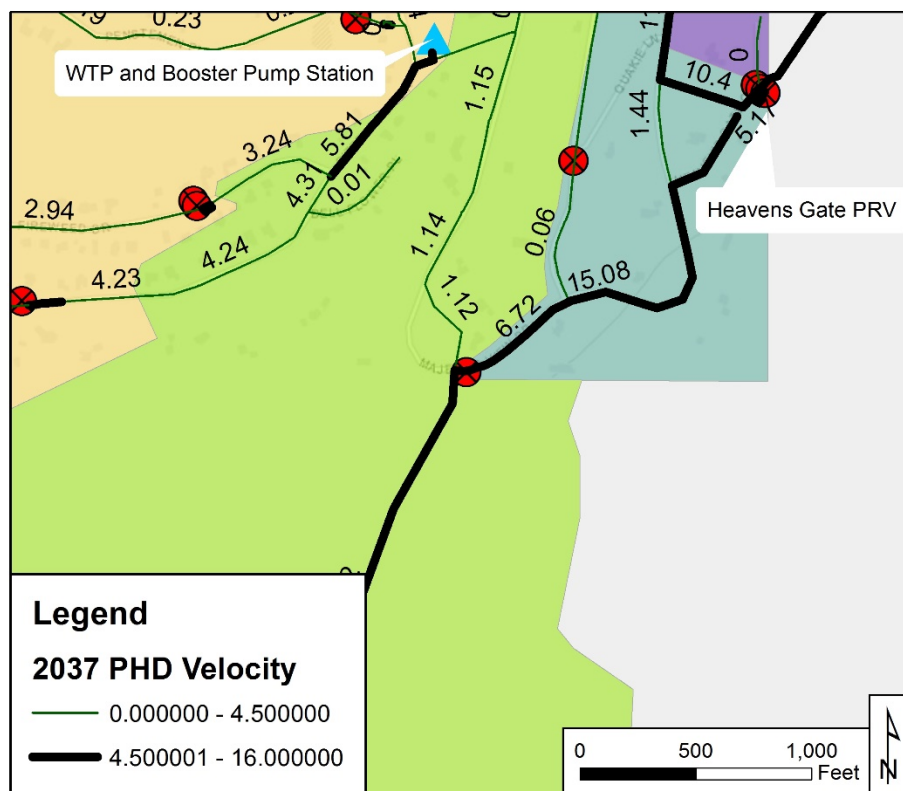 0.23
WTP and Booster Pump Station
1.15
QUAKIE LN
10.4
0
5.17
1.44
5.81
3.24
4.31
0.01
2.94
Heavens Gate PRV
1.14
0.06
4.24
4.23
15.08
1.12
6.72
Legend
2037 PHD Velocity
0.000000 - 4.500000
4.500001 - 16.000000
0 500 1,000
Feet
N